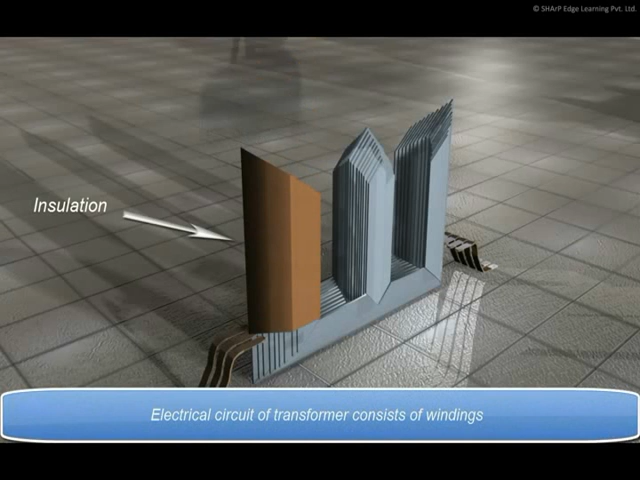 © SHArP Edge Learning Pvt. Ltd.
Insulation
Electrical circuit of transformer consists of windings